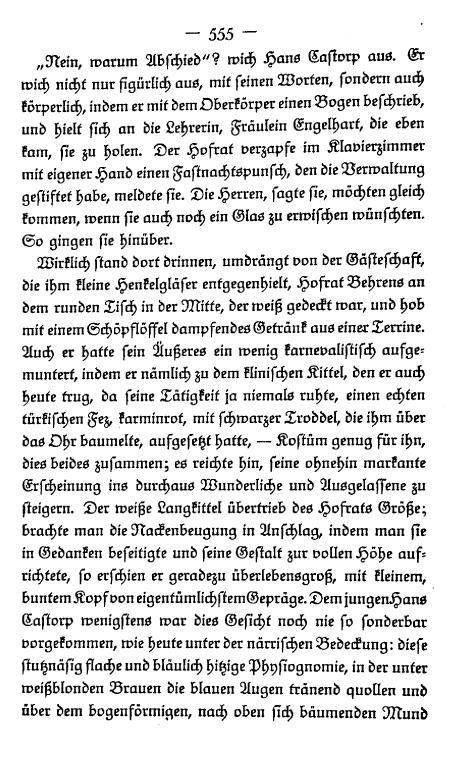 — 555 —
„Nein, warum Abschied“? wich Hans Castorp aus. Er
wich nicht nur figürlich aus, mit seinen Worten, sondern auch
körperlich, indem er mit dem Oberkörper einen Bogen beschrieb,
und hielt sich an die Lehrerin, Fräulein Engelhart, die eben
kam, sie zu holen. Der Hofrat verzapfe im Klavierzimmer
mit eigener Hand einen Fastnachtspunsch, den die Verwaltung
gestiftet habe, meldete sie. Die Herren, sagte sie, möchten gleich
kommen, wenn sie auch noch ein Glas zu erwischen wünschten.
So gingen sie hinüber.
Wirklich stand dort drinnen, umdrängt von der Gästeschaft,
die ihm kleine Henkelgläser entgegenhielt, Hofrat Behrens an
dem runden Tisch in der Mitte, der weiß gedeckt war, und hob
mit einem Schöpflöffel dampfendes Getränk aus einer Terrine.
Auch er hatte sein Äußeres ein wenig karnevalistisch aufge-
muntert, indem er nämlich zu dem klinischen Kittel, den er auch
heute trug, da seine Tätigkeit ja niemals ruhte, einen echten
türkischen Fez, karminrot, mit schwarzer Troddel, die ihm über
das Ohr baumelte, aufgesetzt hatte, — Kostüm genug für ihn,
dies beides zusammen; es reichte hin, seine ohnehin markante
Erscheinung ins durchaus Wunderliche und Ausgelassene zu
steigern. Der weiße Langkittel übertrieb des Hofrats Größe;
brachte man die Nackenbeugung in Anschlag, indem man sie
in Gedanken beseitigte und seine Gestalt zur vollen Höhe auf-
richtete, so erschien er geradezu überlebensgroß, mit kleinem,
buntem Kopf von eigentümlichstem Gepräge. Dem jungen Hans
Castorp wenigstens war dies Gesicht noch nie so sonderbar
vorgekommen, wie heute unter der närrischen Bedeckung: diese
stutznäsig flache und bläulich hitzige Physiognomie, in der unter
weißblonden Brauen die blauen Augen tränend quollen und
über dem bogenförmigen, nach oben sich bäumenden Mund